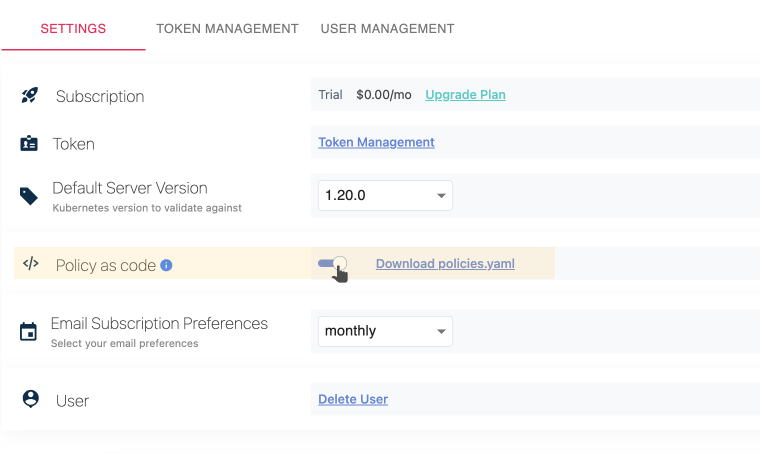 SETTINGS TOKEN MANAGEMENT USER MANAGEMENT
Subscription Trial $0.00/mo Upgrade Plan
Token Token Management
Default Server Version 1.20.0
Kubernetes version to validate against
</> Policy as code Download policies.yaml
Email Subscription Preferences monthly
Select your email preferences
User Delete User